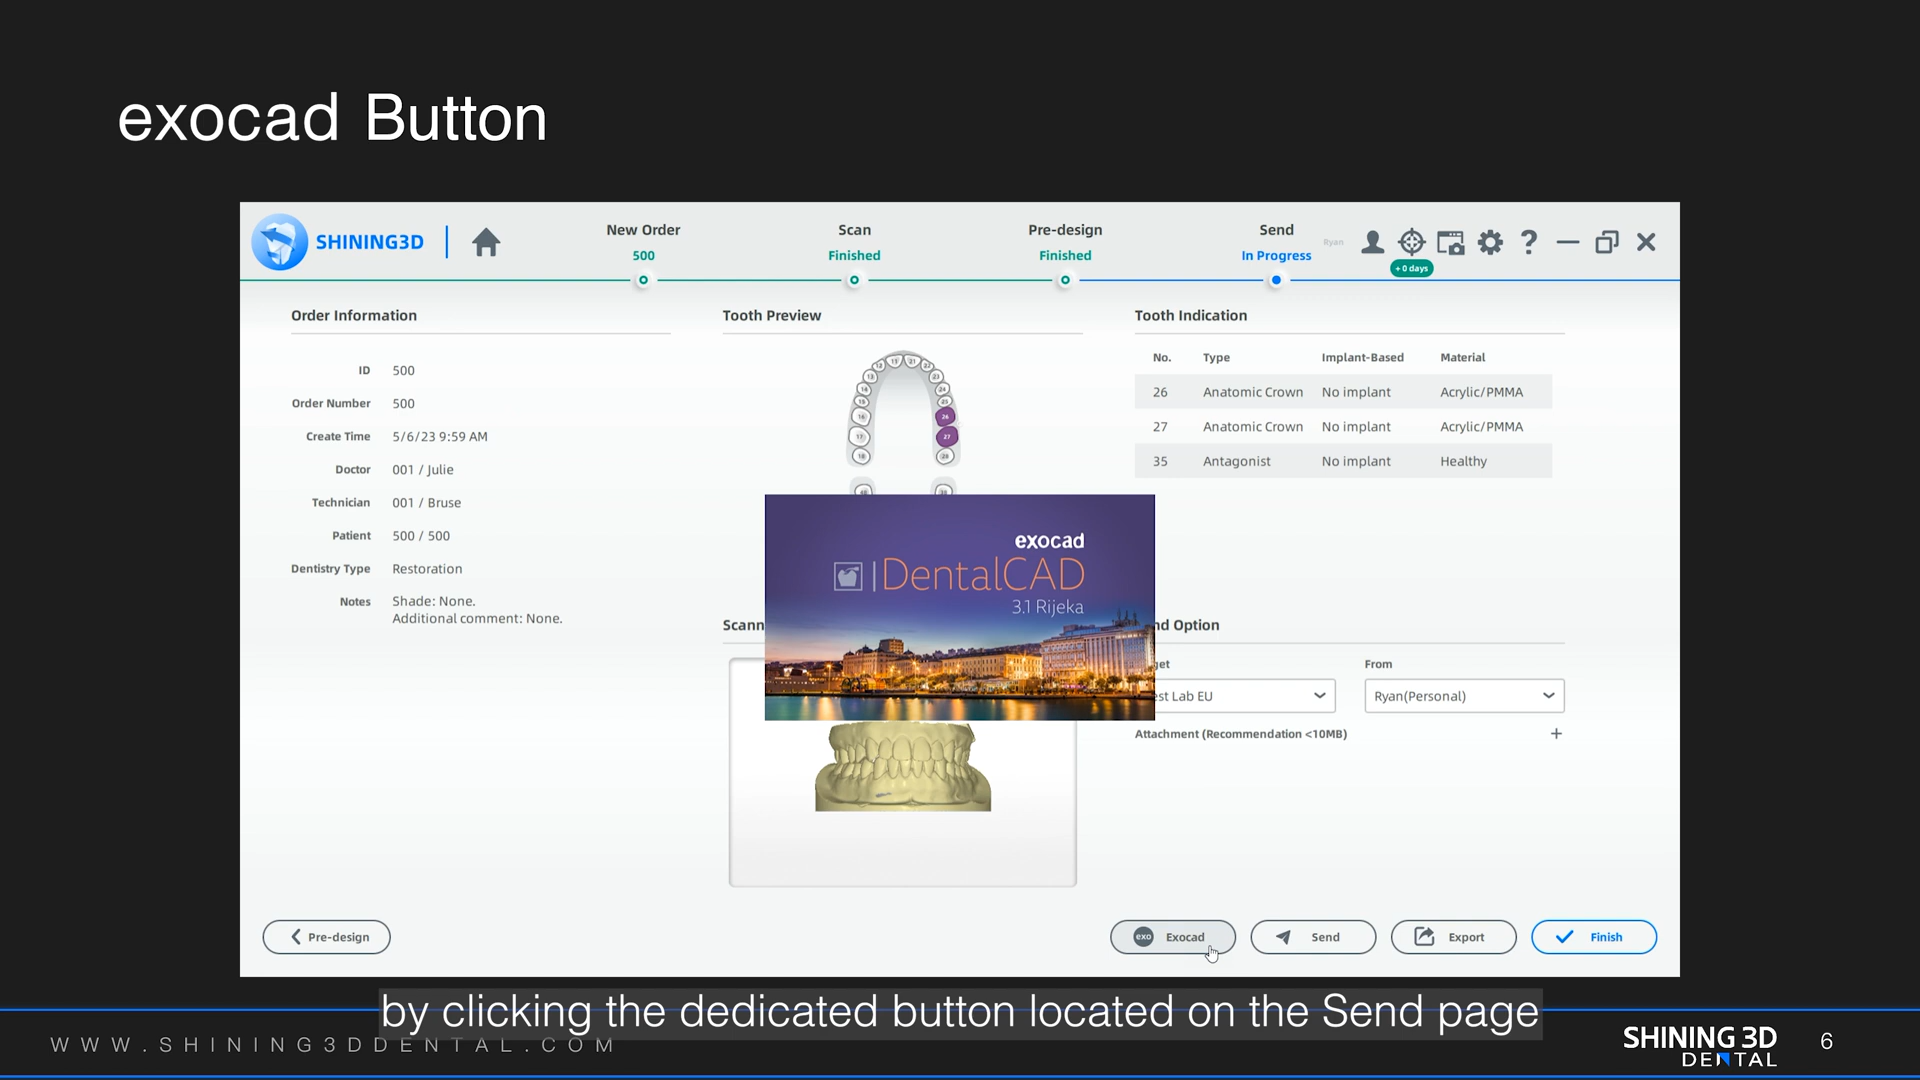 exocad Button
SHINING3D
New Order
500
Scan
Finished
Pre-design
Finished
Send
In Progress
Ryan
+ 0 days
Order Information
ID 500
Order Number 500
Create Time 5/6/23 9:59 AM
Doctor 001 / Julie
Technician 001 / Bruse
Patient 500 / 500
Dentistry Type Restoration
Notes Shade: None.
Additional comment: None.
Tooth Preview
26
27
Tooth Indication
No. Type Implant-Based Material
26 Anatomic Crown No implant Acrylic/PMMA
27 Anatomic Crown No implant Acrylic/PMMA
35 Antagonist No implant Healthy
exocad
DentalCAD
3.1 Rijeka
Scann
nd Option
get
From
est Lab EU
Ryan(Personal)
Attachment (Recommendation <10MB)
+
Pre-design
exo Exocad
Send
Export
Finish
by clicking the dedicated button located on the Send page
WWW.SHINING3DDENTAL.COM
SHINING 3D
DENTAL
6